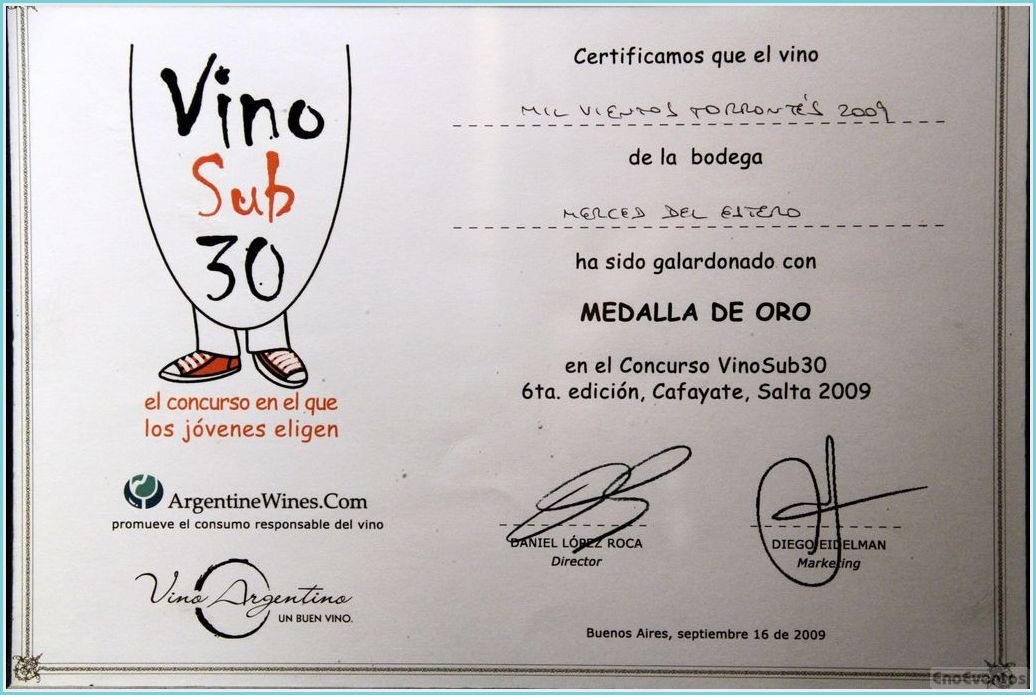 Vino
Sub
30
el concurso en el que
los jóvenes eligen
ArgentineWines.Com
promueve el consumo responsable del vino
Vino Argentino
UN BUEN VINO.
Certificamos que el vino
MIL VIENTOS TORRONTÉS 2009
de la bodega
MERCED DEL ESTERO
ha sido galardonado con
MEDALLA DE ORO
en el Concurso VinoSub30
6ta. edición, Cafayate, Salta 2009
DANIEL LÓPEZ ROCA
Director
DIEGO EIDELMAN
Marketing
Buenos Aires, septiembre 16 de 2009
EnoEventos